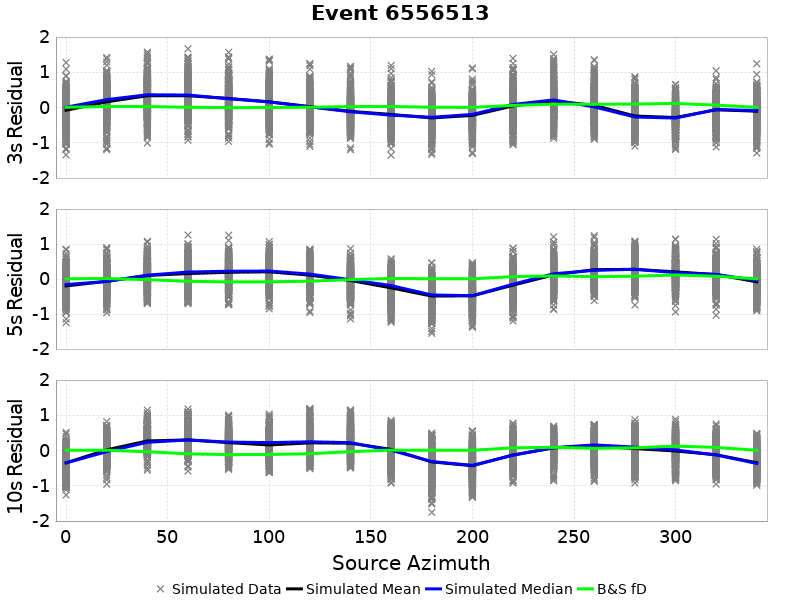 Event 6556513
3s Residual
2
1
0
-1
-2
5s Residual
2
1
0
-1
-2
10s Residual
2
1
0
-1
-2
0 50 100 150 200 250 300
Source Azimuth
Simulated Data Simulated Mean Simulated Median B&S fD